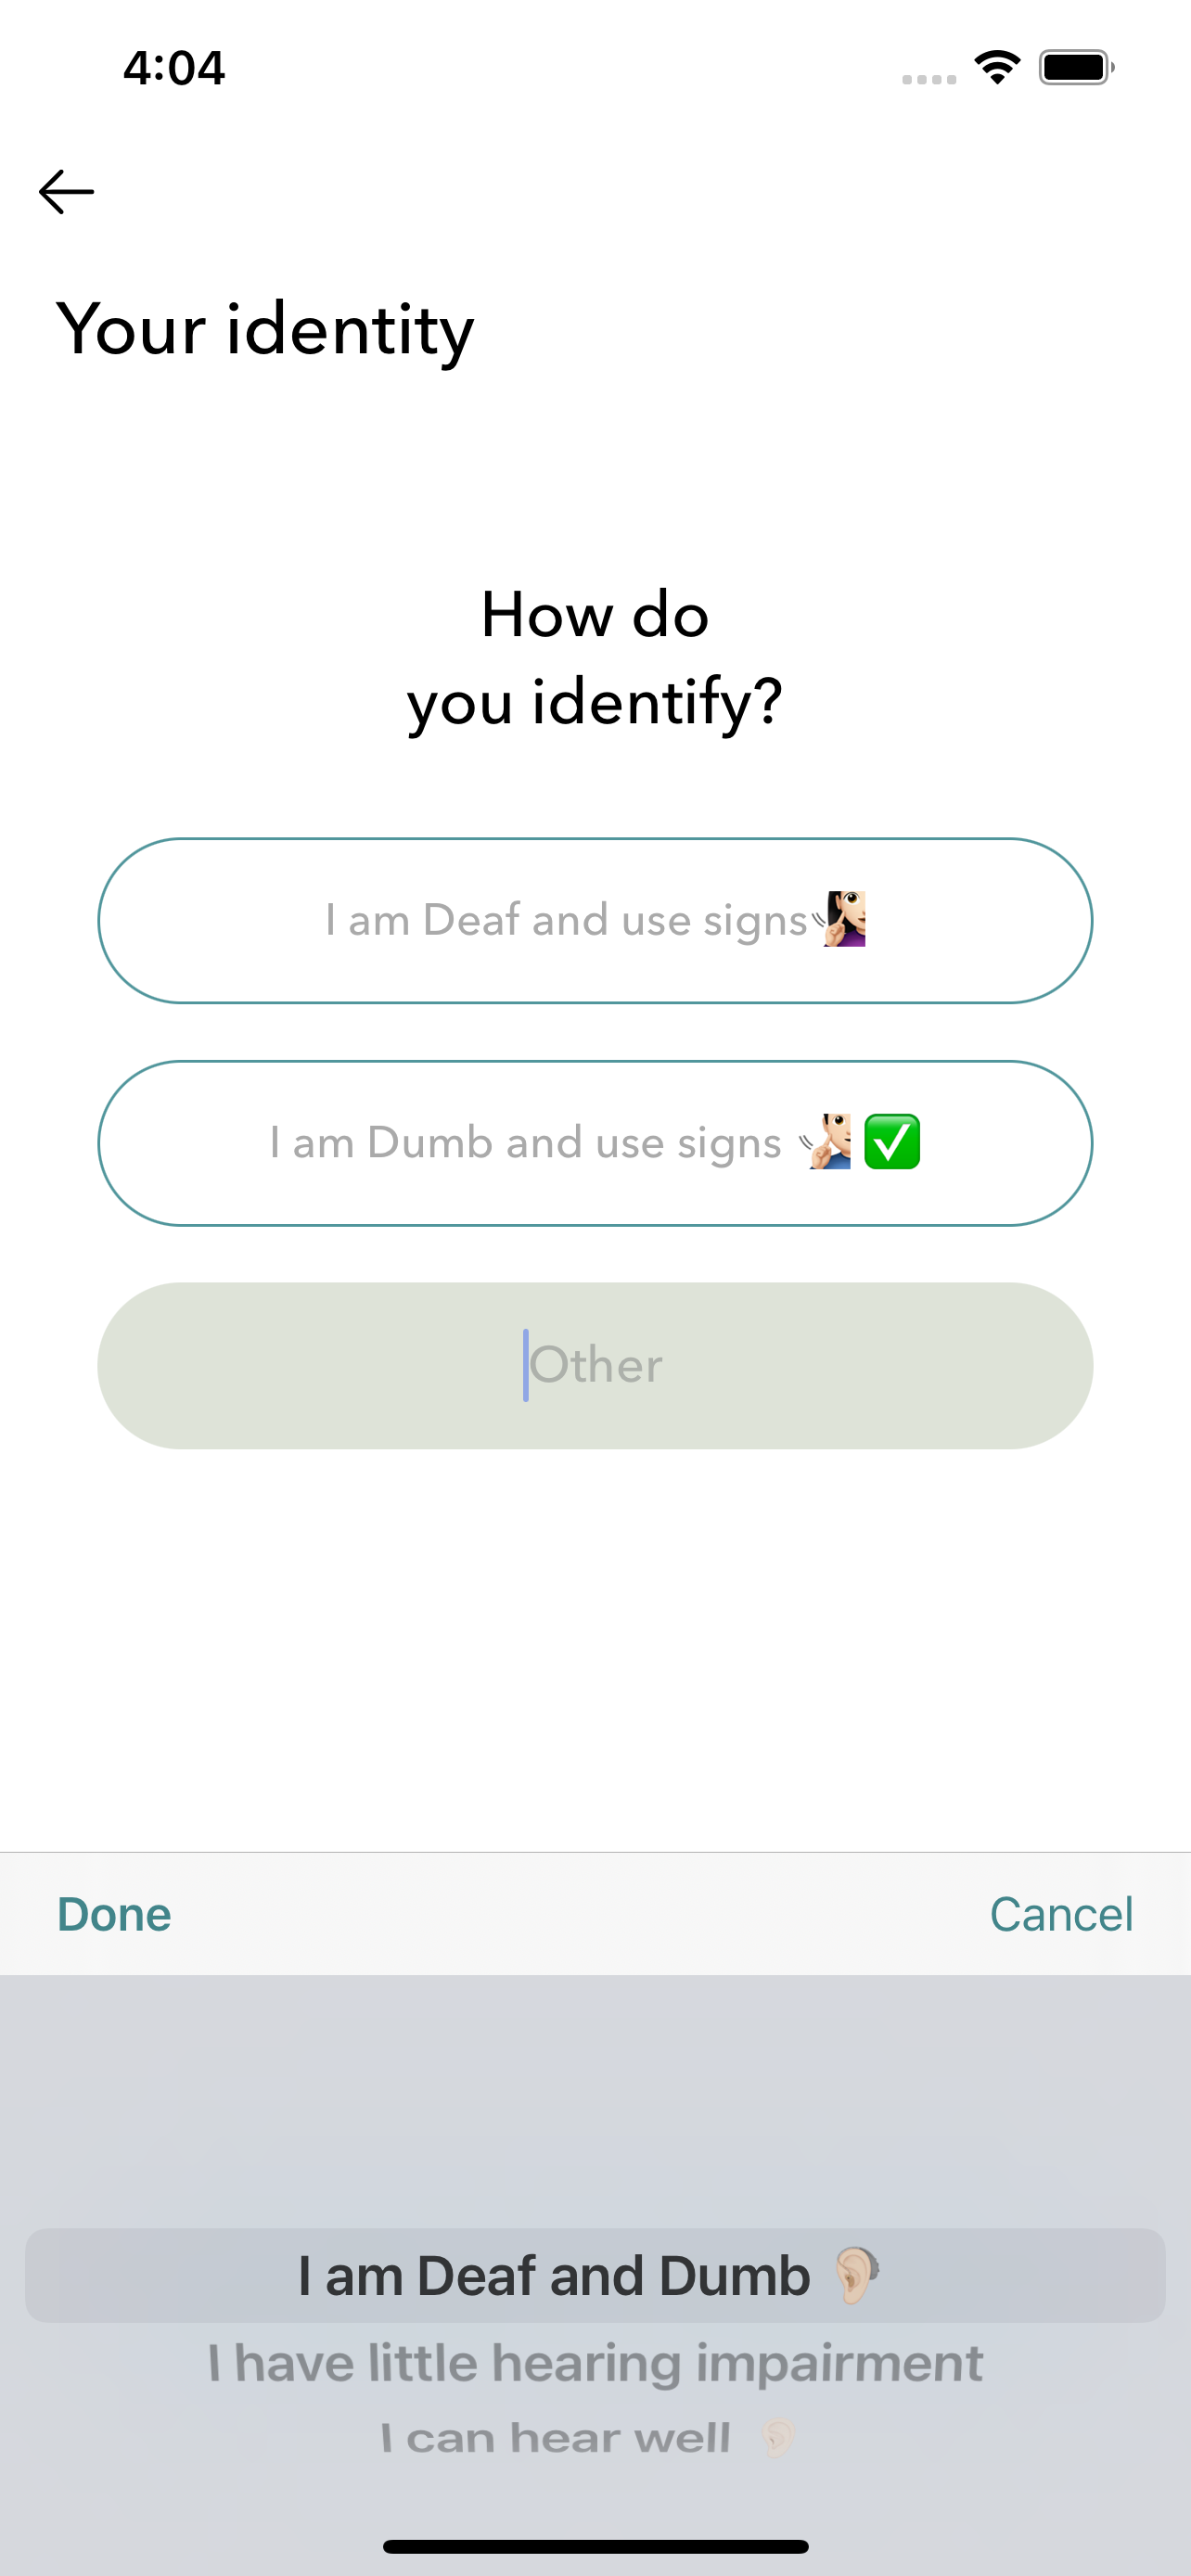 4:04
Your identity
How do
you identify?
I am Deaf and use signs🧏🏻‍♀️
I am Dumb and use signs 🧏🏻‍♂️ ✅
Other
Done
Cancel
I am Deaf and Dumb 🦻🏼
I have little hearing impairment
I can hear well 👂🏼